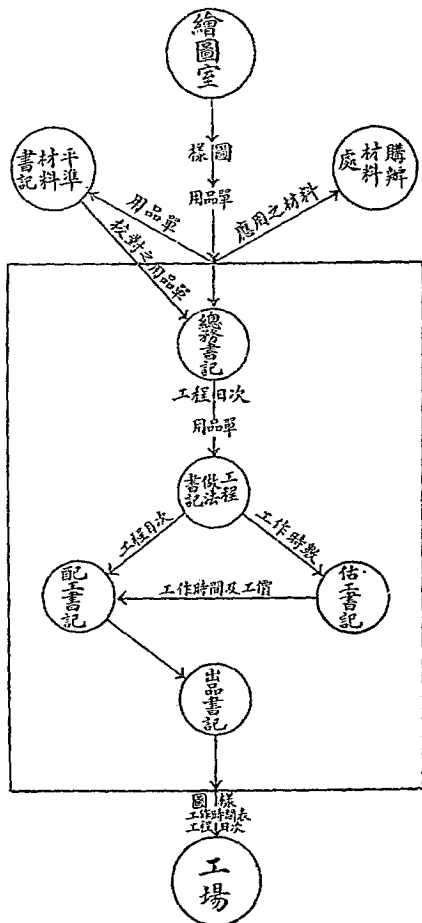 繪圖室
樣圖
用品單
平準
材料
書記
購辦
材料
處
用品單
應用之材料
校對之用品單
總務書記
工程目次
用品單
工程
做法
書記
工程目次
工作時數
配工書記
工作時間及工價
估工書記
出品書記
圖樣
工作時間表
工程目次
工場